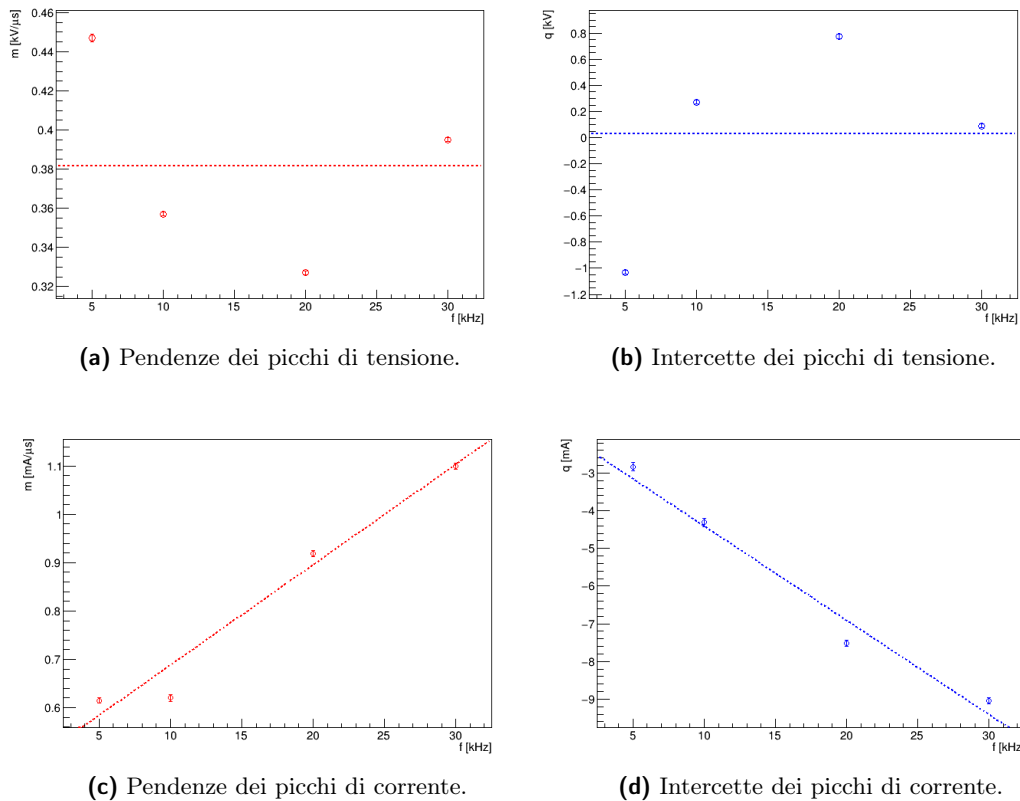 m [kV/µs]
0.46
0.44
0.42
0.4
0.38
0.36
0.34
0.32
5 10 15 20 25 30
f [kHz]
(a) Pendenze dei picchi di tensione.
q [kV]
0.8
0.6
0.4
0.2
0
−0.2
−0.4
−0.6
−0.8
−1
−1.2
5 10 15 20 25 30
f [kHz]
(b) Intercette dei picchi di tensione.
m [mA/µs]
1.1
1
0.9
0.8
0.7
0.6
5 10 15 20 25 30
f [kHz]
(c) Pendenze dei picchi di corrente.
q [mA]
−3
−4
−5
−6
−7
−8
−9
5 10 15 20 25 30
f [kHz]
(d) Intercette dei picchi di corrente.